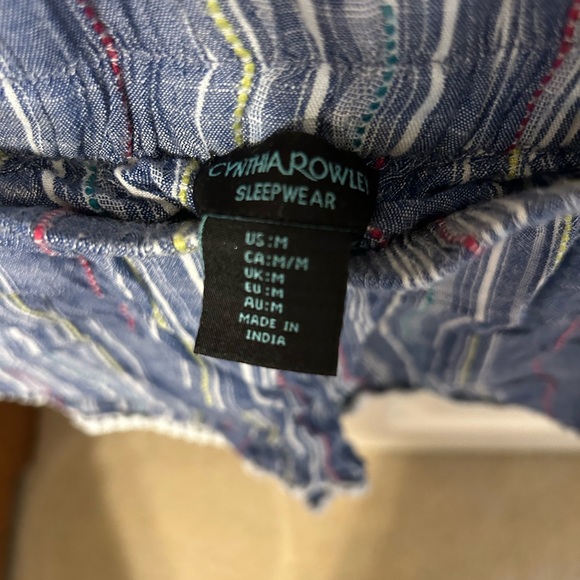 CYNTHIA ROWLEY
SLEEPWEAR
US:M
CA:M/M
UK:M
EU:M
AU:M
MADE IN
INDIA